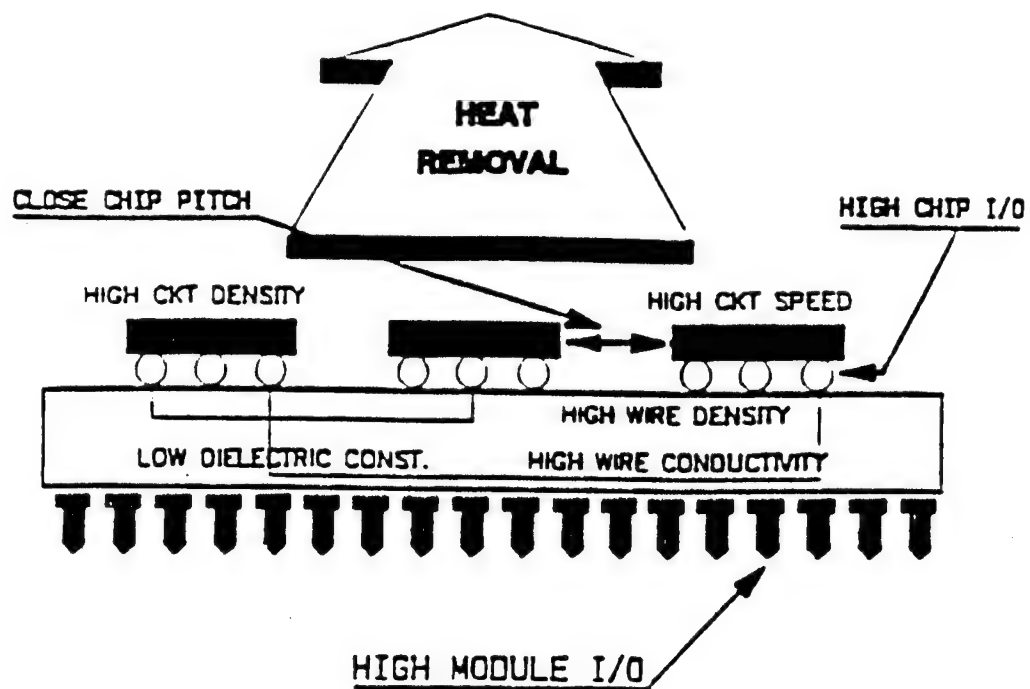 HEAT
REMOVAL
CLOSE CHIP PITCH
HIGH CHIP I/O
HIGH CKT DENSITY
HIGH CKT SPEED
HIGH WIRE DENSITY
LOW DIELECTRIC CONST.
HIGH WIRE CONDUCTIVITY
HIGH MODULE I/O